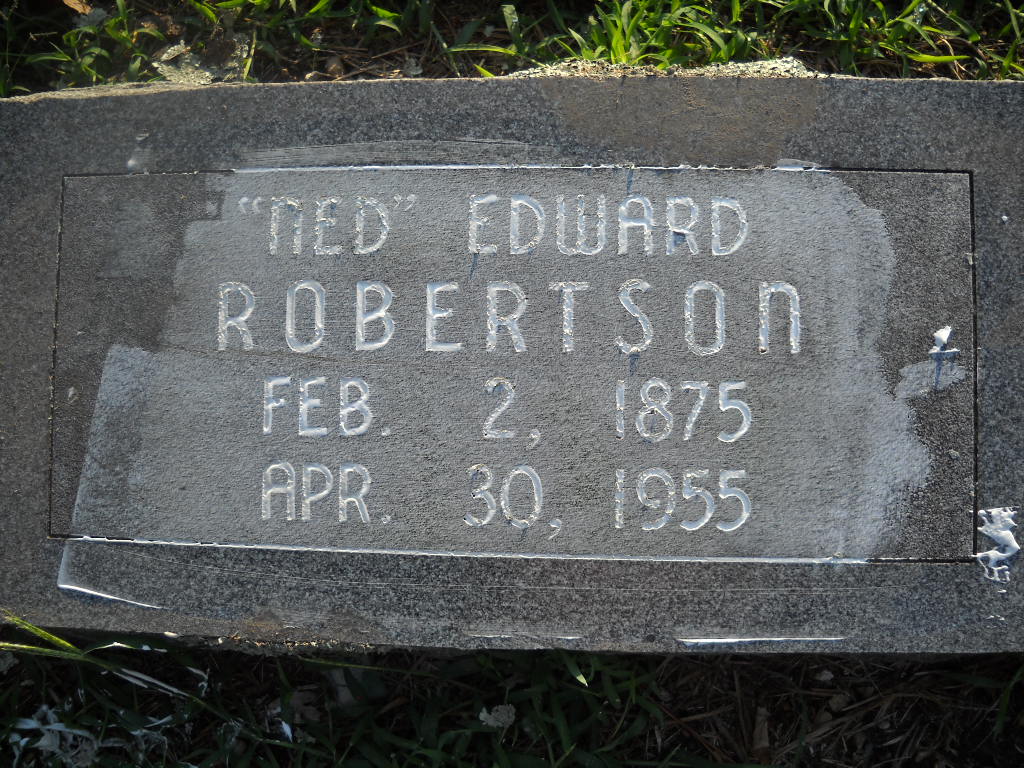 "NED" EDWARD
ROBERTSON
FEB. 2, 1875
APR. 30, 1955